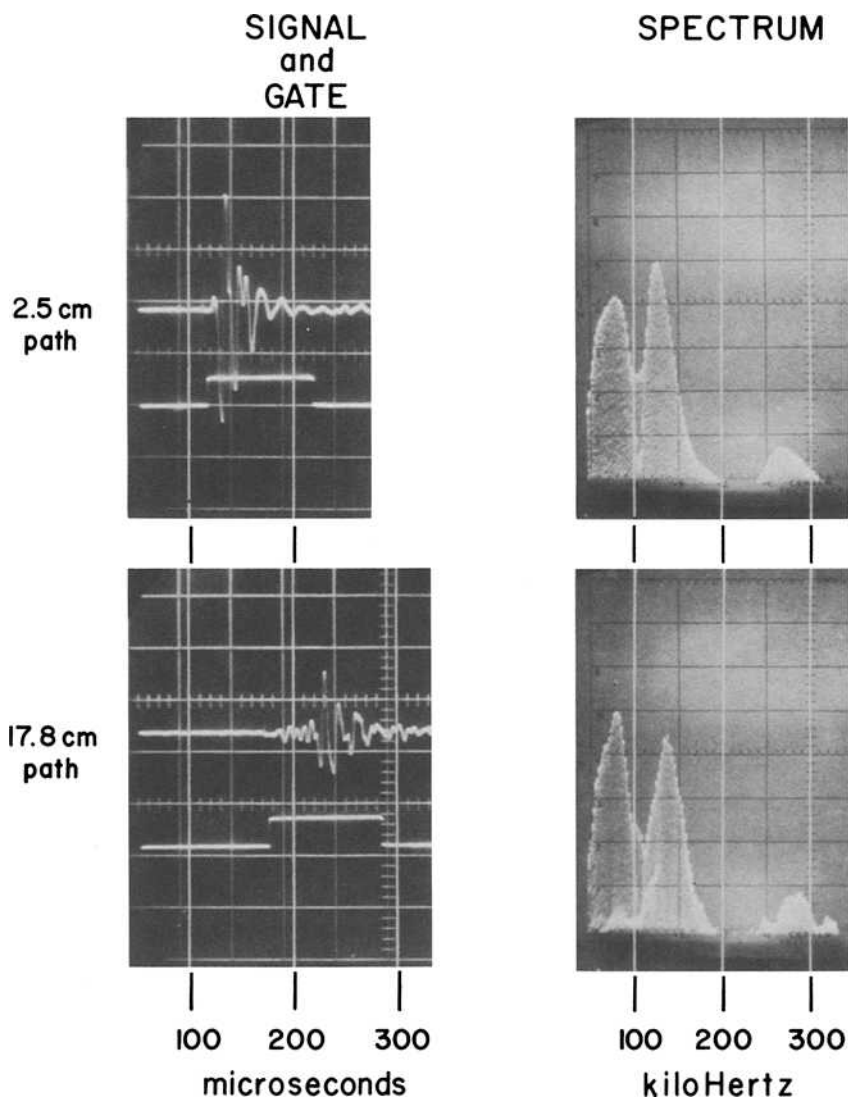 SIGNAL
and
GATE
SPECTRUM
2.5 cm
path
17.8 cm
path
100 200 300
microseconds
100 200 300
kiloHertz